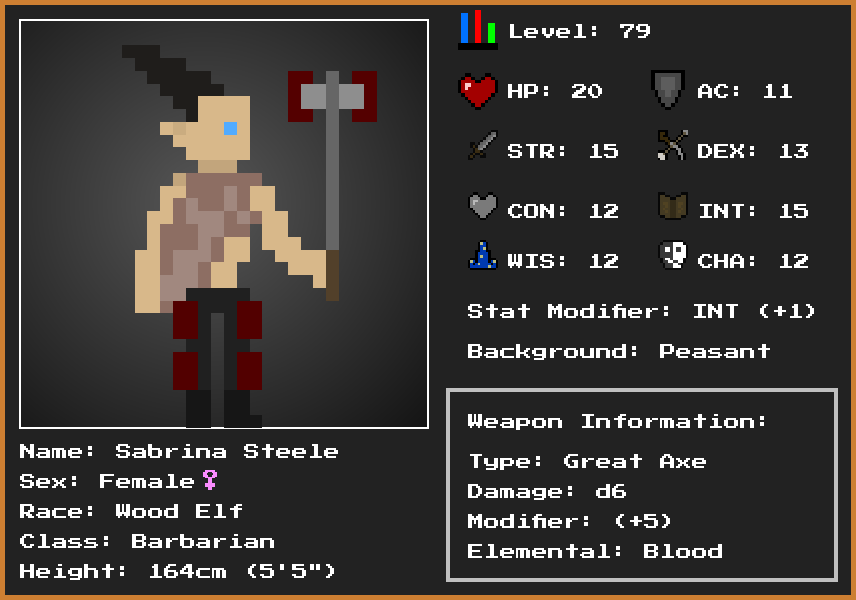 Level: 79
HP: 20
AC: 11
STR: 15
DEX: 13
CON: 12
INT: 15
WIS: 12
CHA: 12
Stat Modifier: INT (+1)
Background: Peasant
Weapon Information:
Type: Great Axe
Damage: d6
Modifier: (+5)
Elemental: Blood
Name: Sabrina Steele
Sex: Female♀
Race: Wood Elf
Class: Barbarian
Height: 164cm (5'5")